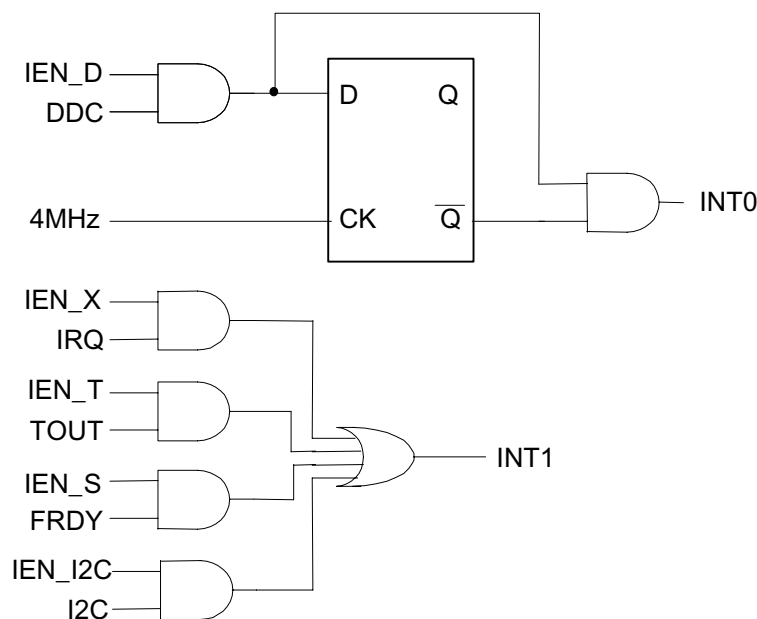 IEN_D
DDC
D
Q
4MHz
CK
Q
INT0
IEN_X
IRQ
IEN_T
TOUT
INT1
IEN_S
FRDY
IEN_I2C
I2C